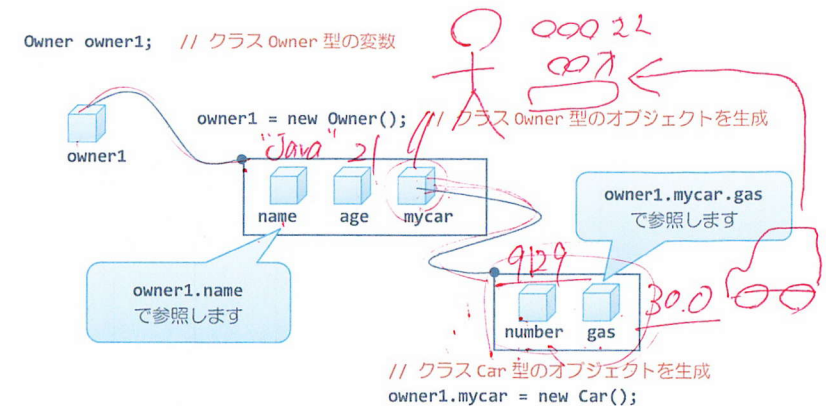 Owner owner1;  // クラス Owner 型の変数
owner1 = new Owner();  // クラス Owner 型のオブジェクトを生成
owner1
"Java" 21
name age mycar
owner1.mycar.gas
で参照します
owner1.name
で参照します
9129
30.0
number gas
// クラス Car 型のオブジェクトを生成
owner1.mycar = new Car();